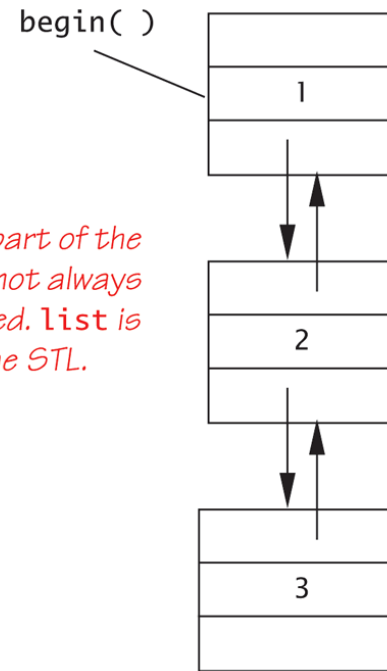 begin( )
1
part of the
not always
ed. list is
e STL.
2
3